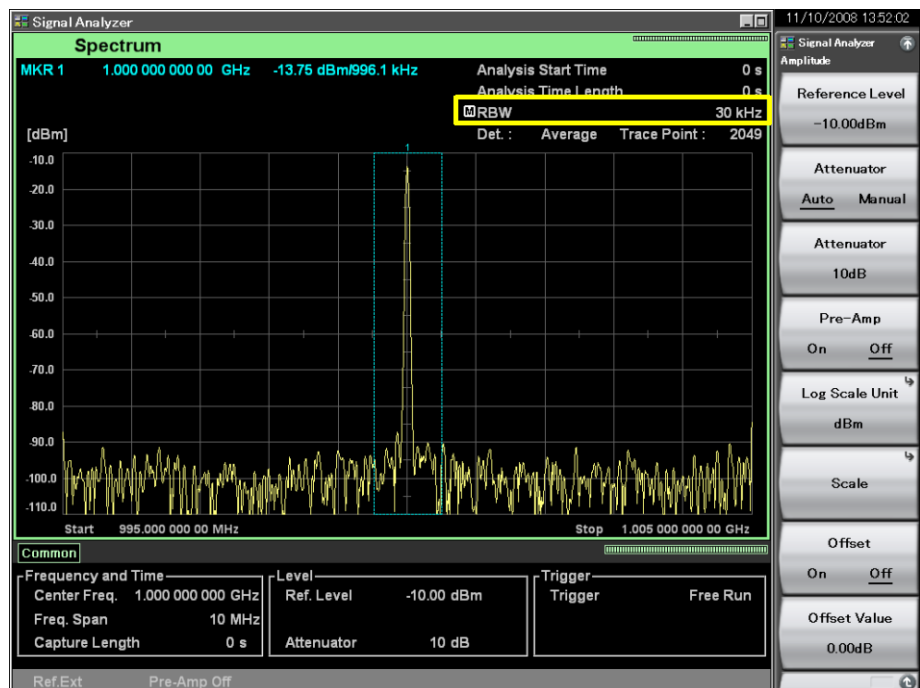 Signal Analyzer
11/10/2008 13:52:02
Spectrum
MKR 1 1.000 000 000 00 GHz -13.75 dBm/996.1 kHz
Analysis Start Time 0 s
Analysis Time Length 0 s
M RBW 30 kHz
[dBm] Det. : Average Trace Point : 2049
1
-10.0
-20.0
-30.0
-40.0
-50.0
-60.0
-70.0
-80.0
-90.0
-100.0
-110.0
Start 995.000 000 00 MHz Stop 1.005 000 000 00 GHz
Common
Frequency and Time
Center Freq. 1.000 000 000 GHz
Freq. Span 10 MHz
Capture Length 0 s
Level
Ref. Level -10.00 dBm
Attenuator 10 dB
Trigger
Trigger Free Run
Ref.Ext Pre-Amp Off
Signal Analyzer
Amplitude
Reference Level
-10.00dBm
Attenuator
Auto Manual
Attenuator
10dB
Pre-Amp
On Off
Log Scale Unit
dBm
Scale
Offset
On Off
Offset Value
0.00dB